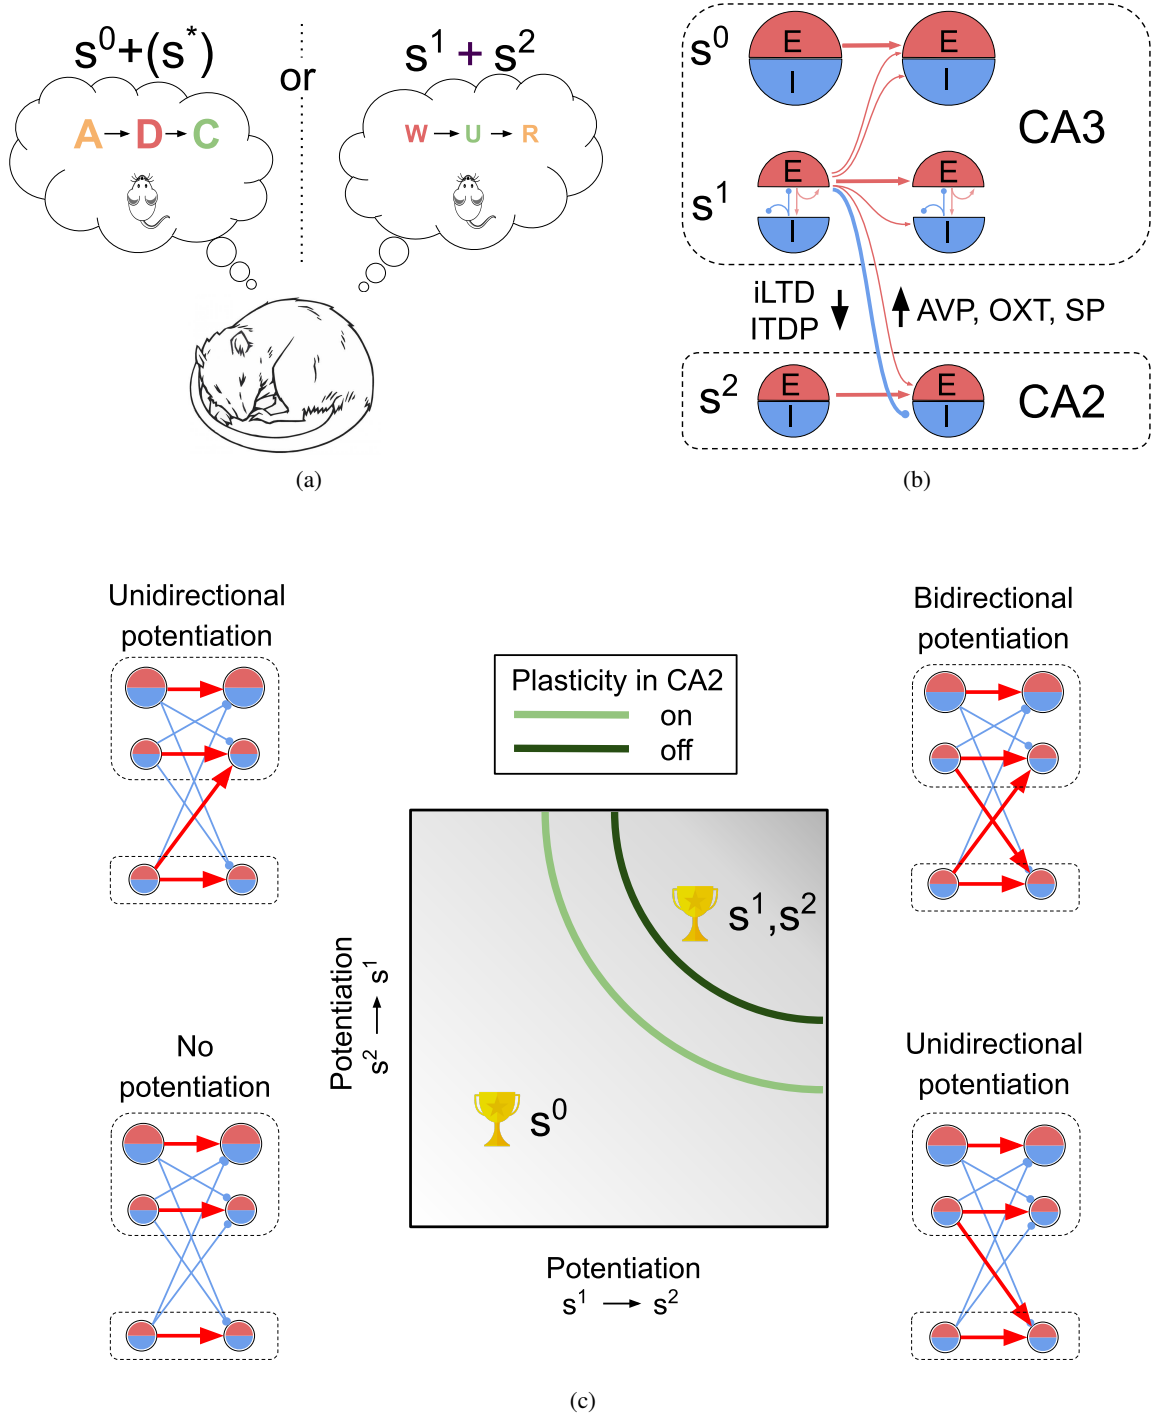 s⁰+(s*)
or
s¹ + s²
A→D→C
W→U→R
(a)
s⁰
E
I
E
I
CA3
s¹
E
I
E
I
iLTD
ITDP
AVP, OXT, SP
s²
E
I
E
I
CA2
(b)
Unidirectional
potentiation
Bidirectional
potentiation
Plasticity in CA2
on
off
s¹,s²
s⁰
Potentiation
s² → s¹
No
potentiation
Unidirectional
potentiation
Potentiation
s¹ → s²
(c)